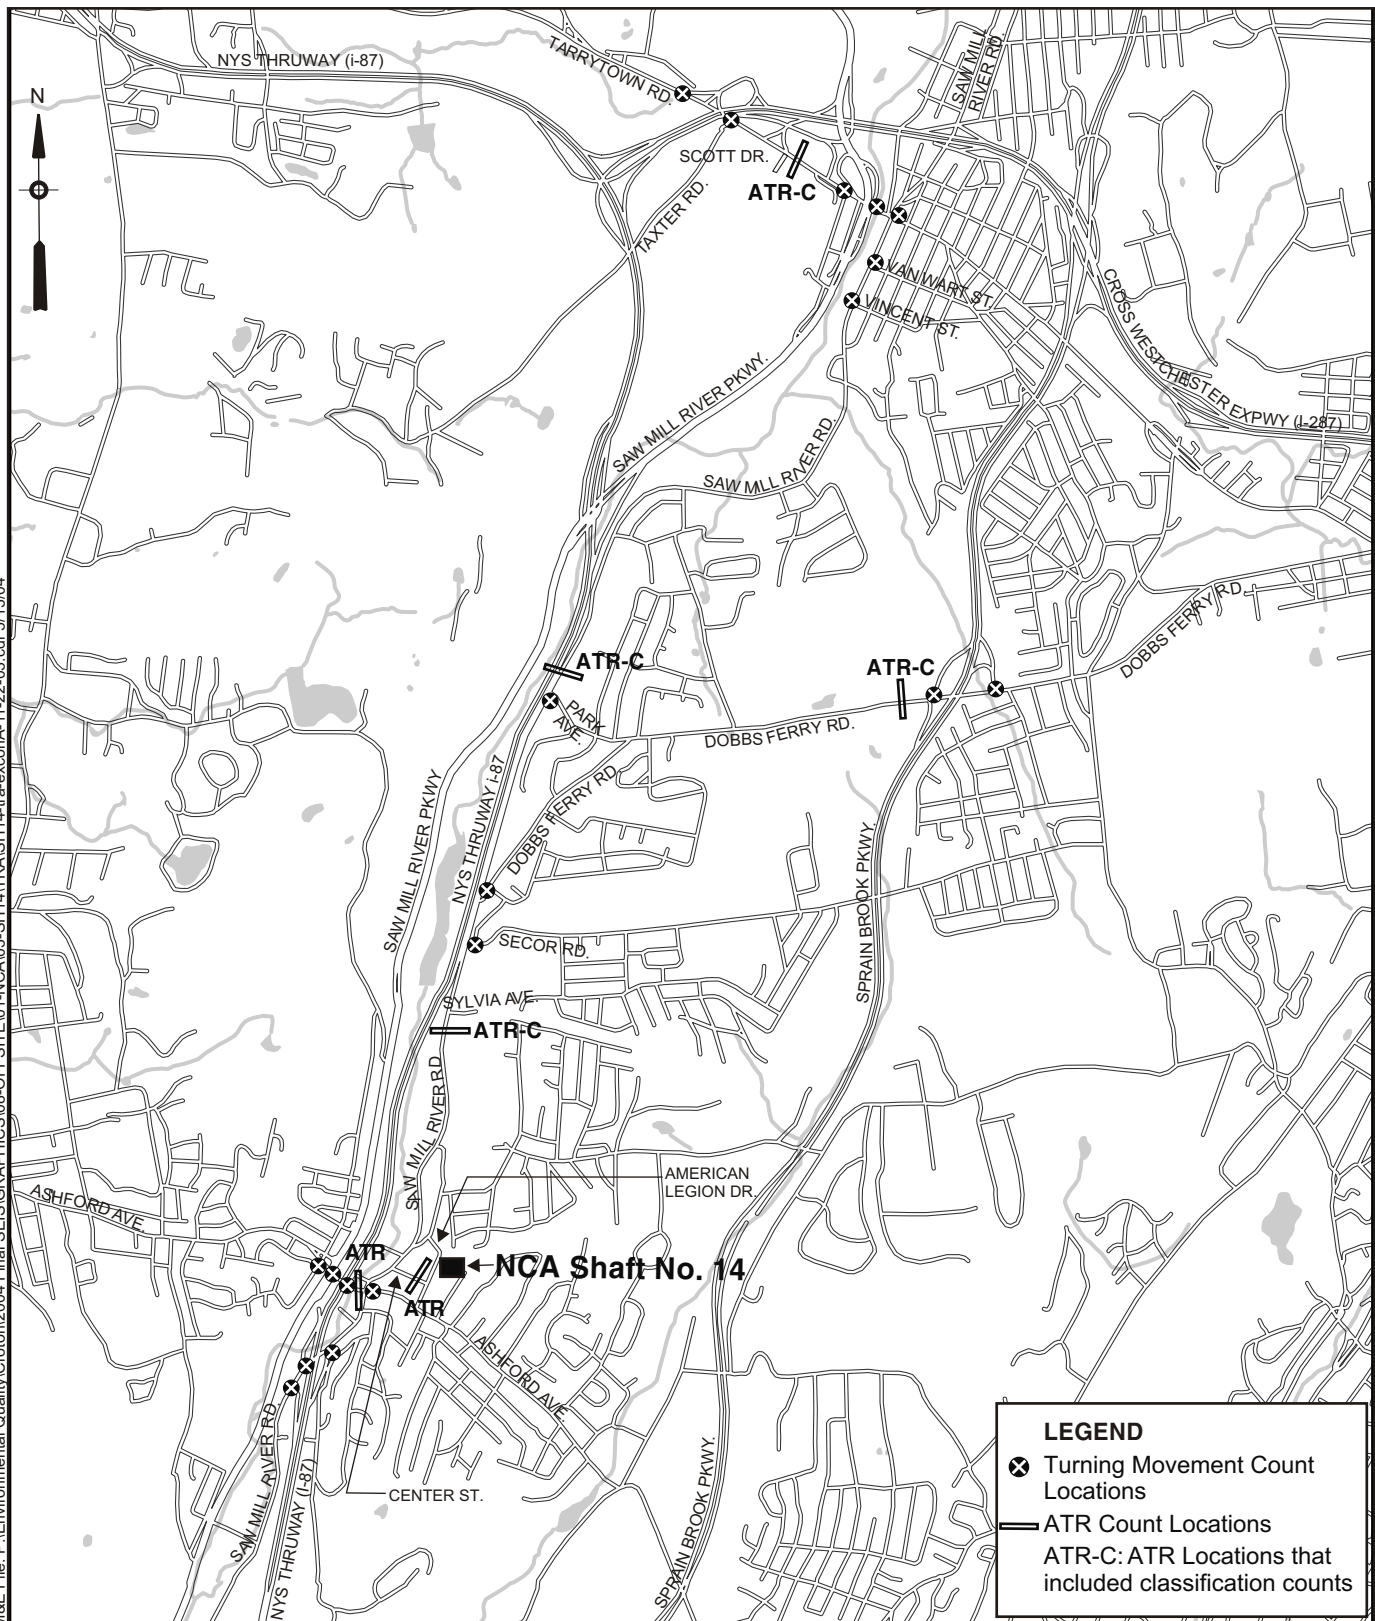 NYS THRUWAY (i-87)
TARRYTOWN RD.
SAW MILL
RIVER RD.
N
SCOTT DR.
ATR-C
TAXTER RD.
VAN WART ST.
VINCENT ST.
CROSS WESTCHESTER EXPWY (I-287)
SAW MILL RIVER PKWY.
SAW MILL RIVER RD.
DOBBS FERRY RD.
ATR-C
ATR-C
PARK
AVE.
DOBBS FERRY RD.
SAW MILL RIVER PKWY
NYS THRUWAY i-87
DOBBS FERRY RD.
SPRAIN BROOK PKWY.
SECOR RD.
SYLVIA AVE.
ATR-C
SAW MILL RIVER RD
AMERICAN
LEGION DR.
ASHFORD AVE.
ATR
NCA Shaft No. 14
ATR
ASHFORD AVE.
CENTER ST.
SAW MILL RIVER RD.
NYS THRUWAY (I-87)
SPRAIN BROOK PKWY.
LEGEND
Turning Movement Count
Locations
ATR Count Locations
ATR-C: ATR Locations that
included classification counts